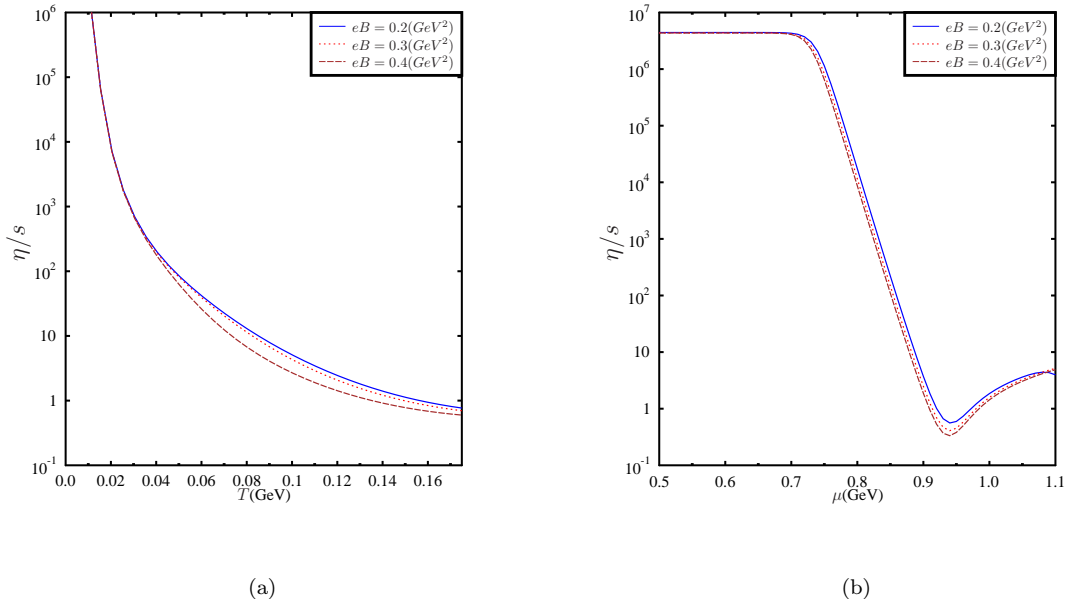 10^6
10^5
10^4
10^3
10^2
10
1
10^-1
η/s
eB = 0.2(GeV^2)
eB = 0.3(GeV^2)
eB = 0.4(GeV^2)
0.0 0.02 0.04 0.06 0.08 0.1 0.12 0.14 0.16
T(GeV)
(a)
10^7
10^6
10^5
10^4
10^3
10^2
10
1
10^-1
η/s
eB = 0.2(GeV^2)
eB = 0.3(GeV^2)
eB = 0.4(GeV^2)
0.5 0.6 0.7 0.8 0.9 1.0 1.1
μ(GeV)
(b)